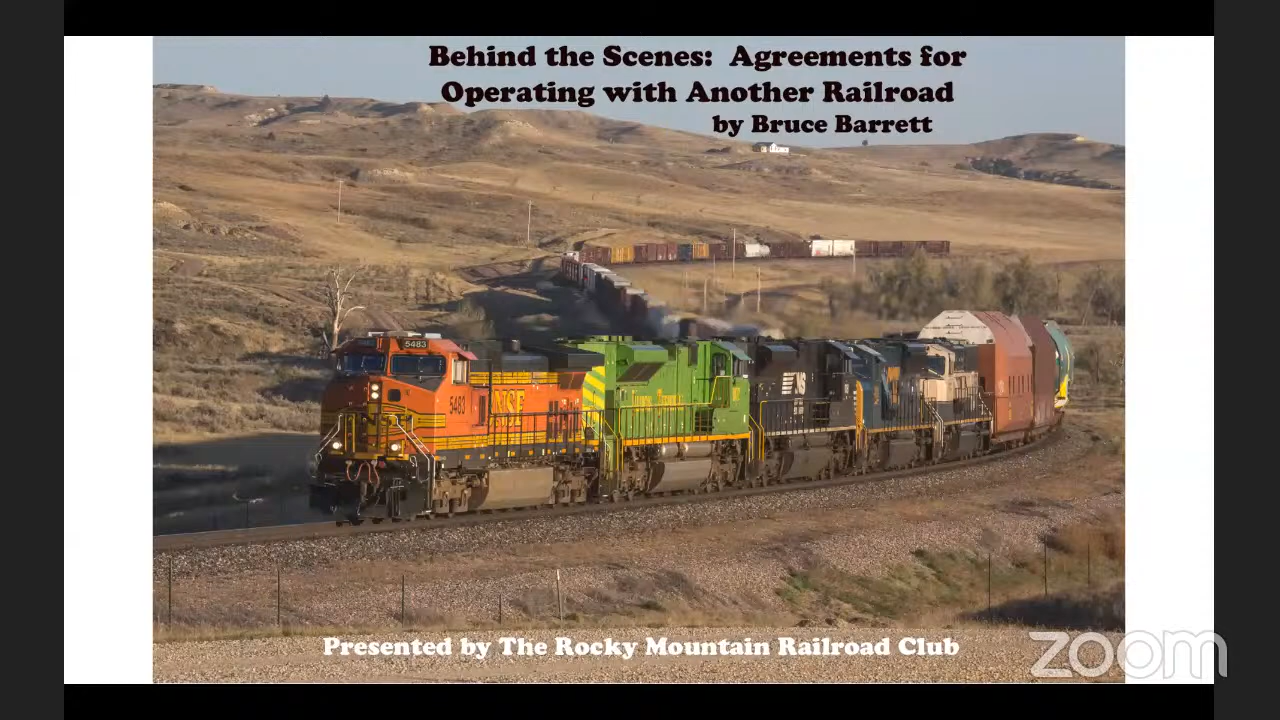 Behind the Scenes: Agreements for
Operating with Another Railroad
by Bruce Barrett
5483
5483
NS
Presented by The Rocky Mountain Railroad Club
zoom